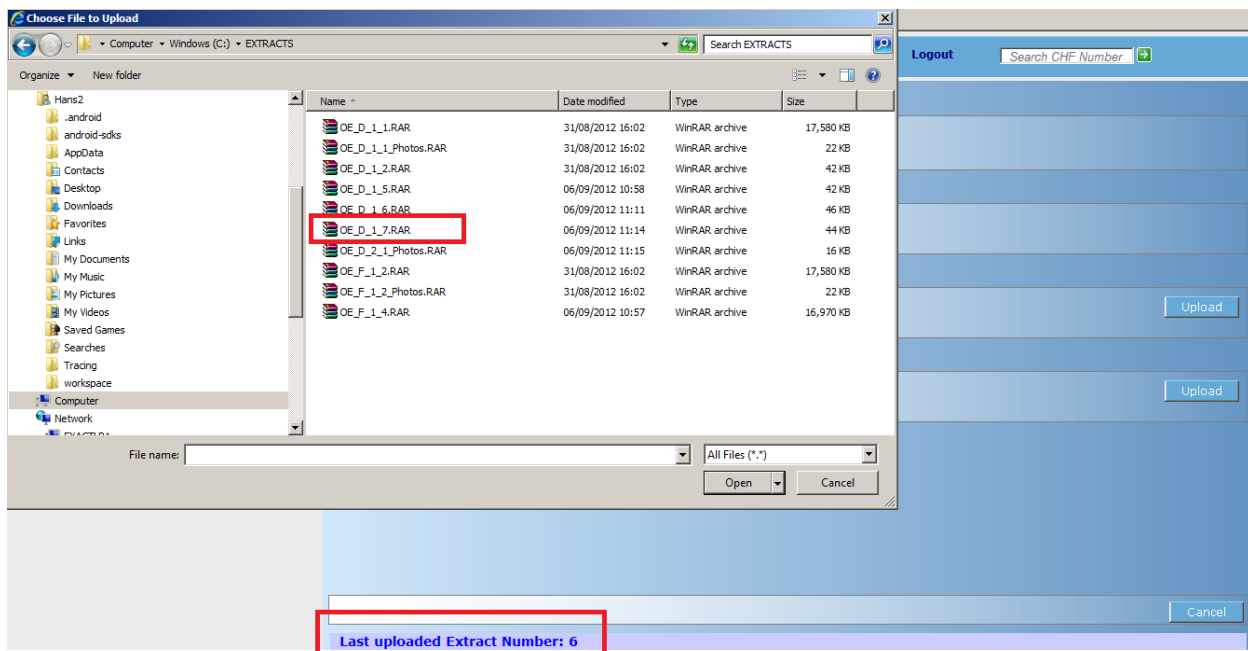 Choose File to Upload
Computer Windows (C:) EXTRACTS
Search EXTRACTS
Logout
Search CHF Number
Organize New folder
Hans2
.android
android-sdks
AppData
Contacts
Desktop
Downloads
Favorites
Links
My Documents
My Music
My Pictures
My Videos
Saved Games
Searches
Tracing
workspace
Computer
Network
Name Date modified Type Size
OE_D_1_1.RAR 31/08/2012 16:02 WinRAR archive 17,580 KB
OE_D_1_1_Photos.RAR 31/08/2012 16:02 WinRAR archive 22 KB
OE_D_1_2.RAR 31/08/2012 16:02 WinRAR archive 42 KB
OE_D_1_5.RAR 06/09/2012 10:58 WinRAR archive 42 KB
OE_D_1_6.RAR 06/09/2012 11:11 WinRAR archive 46 KB
OE_D_1_7.RAR 06/09/2012 11:14 WinRAR archive 44 KB
OE_D_2_1_Photos.RAR 06/09/2012 11:15 WinRAR archive 16 KB
OE_F_1_2.RAR 31/08/2012 16:02 WinRAR archive 17,580 KB
OE_F_1_2_Photos.RAR 31/08/2012 16:02 WinRAR archive 22 KB
OE_F_1_4.RAR 06/09/2012 10:57 WinRAR archive 16,970 KB
Upload
Upload
File name: All Files (*.*)
Open Cancel
Cancel
Last uploaded Extract Number: 6